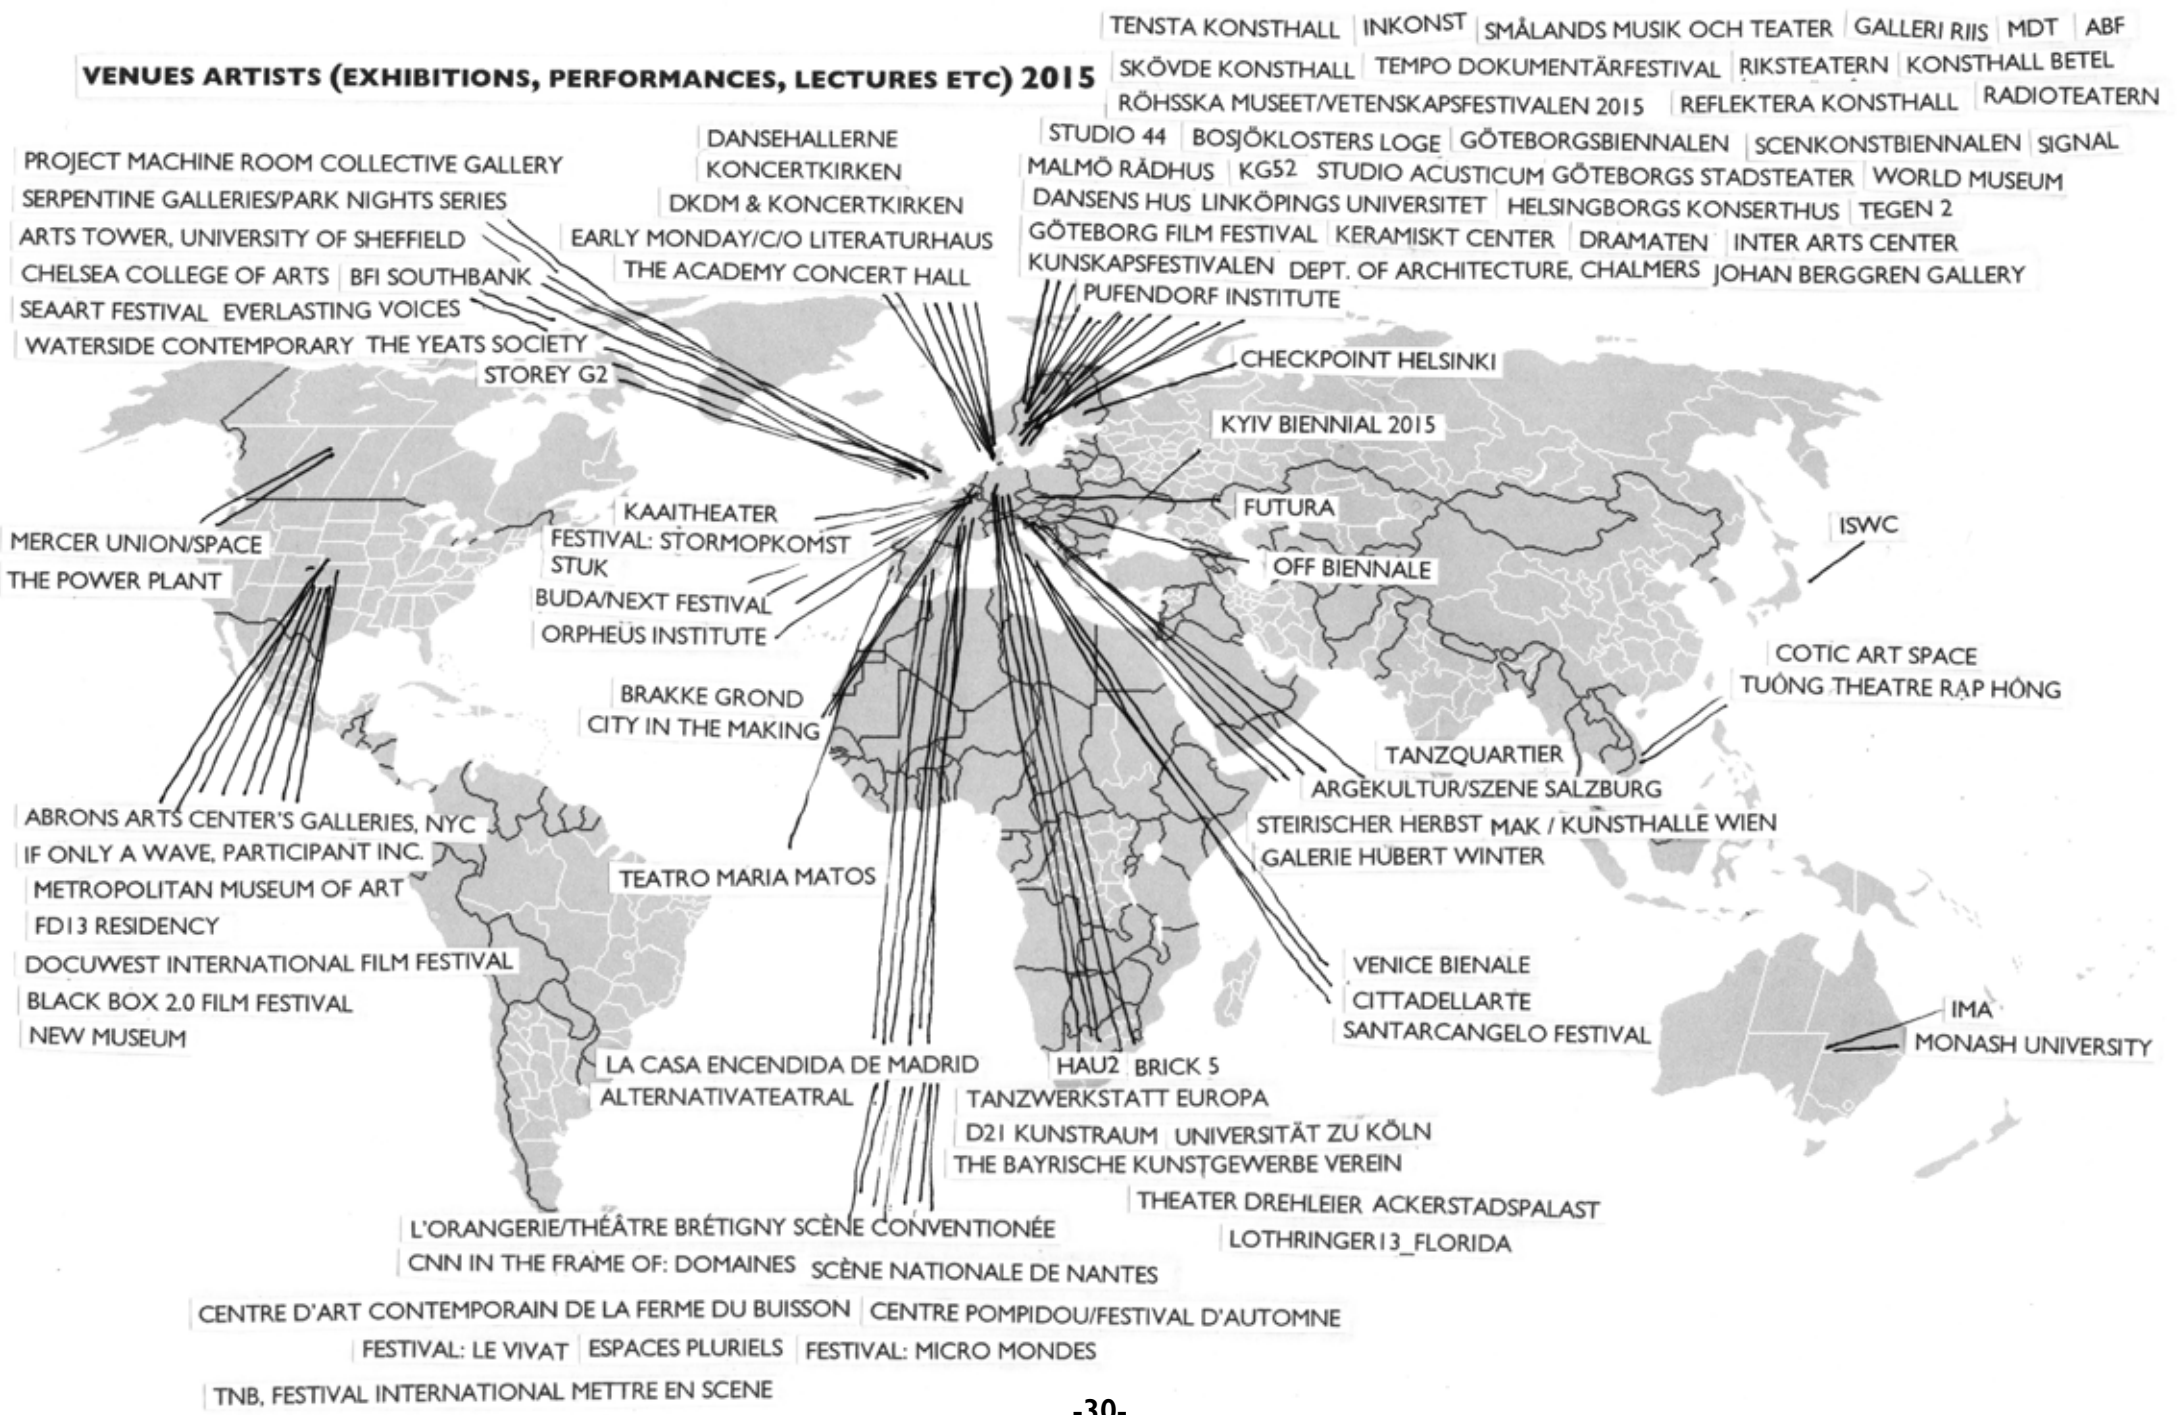 TENSTA KONSTHALL INKONST SMÅLANDS MUSIK OCH TEATER GALLERI RIIS MDT ABF
VENUES ARTISTS (EXHIBITIONS, PERFORMANCES, LECTURES ETC) 2015
SKÖVDE KONSTHALL TEMPO DOKUMENTÄRFESTIVAL RIKSTEATERN KONSTHALL BETEL
RÖHSSKA MUSEET/VETENSKAPSFESTIVALEN 2015 REFLEKTERA KONSTHALL RADIOTEATERN
STUDIO 44 BOSJÖKLOSTERS LOGE GÖTEBORGSBIENNALEN SCENKONSTBIENNALEN SIGNAL
MALMÖ RÅDHUS KG52 STUDIO ACUSTICUM GÖTEBORGS STADSTEATER WORLD MUSEUM
DANSENS HUS LINKÖPINGS UNIVERSITET HELSINGBORGS KONSERTHUS TEGEN 2
GÖTEBORG FILM FESTIVAL KERAMISKT CENTER DRAMATEN INTER ARTS CENTER
KUNSKAPSFESTIVALEN DEPT. OF ARCHITECTURE, CHALMERS JOHAN BERGGREN GALLERY
PUFENDORF INSTITUTE
DANSEHALLERNE
KONCERTKIRKEN
DKDM & KONCERTKIRKEN
EARLY MONDAY/C/O LITERATURHAUS
THE ACADEMY CONCERT HALL
PROJECT MACHINE ROOM COLLECTIVE GALLERY
SERPENTINE GALLERIES/PARK NIGHTS SERIES
ARTS TOWER, UNIVERSITY OF SHEFFIELD
CHELSEA COLLEGE OF ARTS BFI SOUTHBANK
SEAART FESTIVAL EVERLASTING VOICES
WATERSIDE CONTEMPORARY THE YEATS SOCIETY
STOREY G2
CHECKPOINT HELSINKI
KYIV BIENNIAL 2015
FUTURA
OFF BIENNALE
ISWC
KAAITHEATER
FESTIVAL: STORMOPKOMST
STUK
BUDA/NEXT FESTIVAL
ORPHEUS INSTITUTE
MERCER UNION/SPACE
THE POWER PLANT
COTIC ART SPACE
TUÔNG THEATRE RẠP HÔNG
BRAKKE GROND
CITY IN THE MAKING
TANZQUARTIER
ARGEKULTUR/SZENE SALZBURG
STEIRISCHER HERBST MAK / KUNSTHALLE WIEN
GALERIE HUBERT WINTER
ABRONS ARTS CENTER'S GALLERIES, NYC
IF ONLY A WAVE, PARTICIPANT INC.
METROPOLITAN MUSEUM OF ART
FD13 RESIDENCY
DOCUWEST INTERNATIONAL FILM FESTIVAL
BLACK BOX 2.0 FILM FESTIVAL
NEW MUSEUM
TEATRO MARIA MATOS
VENICE BIENALE
CITTADELLARTE
SANTARCANGELO FESTIVAL
IMA
MONASH UNIVERSITY
LA CASA ENCENDIDA DE MADRID
ALTERNATIVATEATRAL
HAU2 BRICK 5
TANZWERKSTATT EUROPA
D21 KUNSTRAUM UNIVERSITÄT ZU KÖLN
THE BAYRISCHE KUNSTGEWERBE VEREIN
THEATER DREHLEIER ACKERSTADSPALAST
LOTHRINGER13_FLORIDA
L'ORANGERIE/THÉÂTRE BRÉTIGNY SCÈNE CONVENTIONÉE
CNN IN THE FRAME OF: DOMAINES SCÈNE NATIONALE DE NANTES
CENTRE D'ART CONTEMPORAIN DE LA FERME DU BUISSON CENTRE POMPIDOU/FESTIVAL D'AUTOMNE
FESTIVAL: LE VIVAT ESPACES PLURIELS FESTIVAL: MICRO MONDES
TNB, FESTIVAL INTERNATIONAL METTRE EN SCENE
-30-